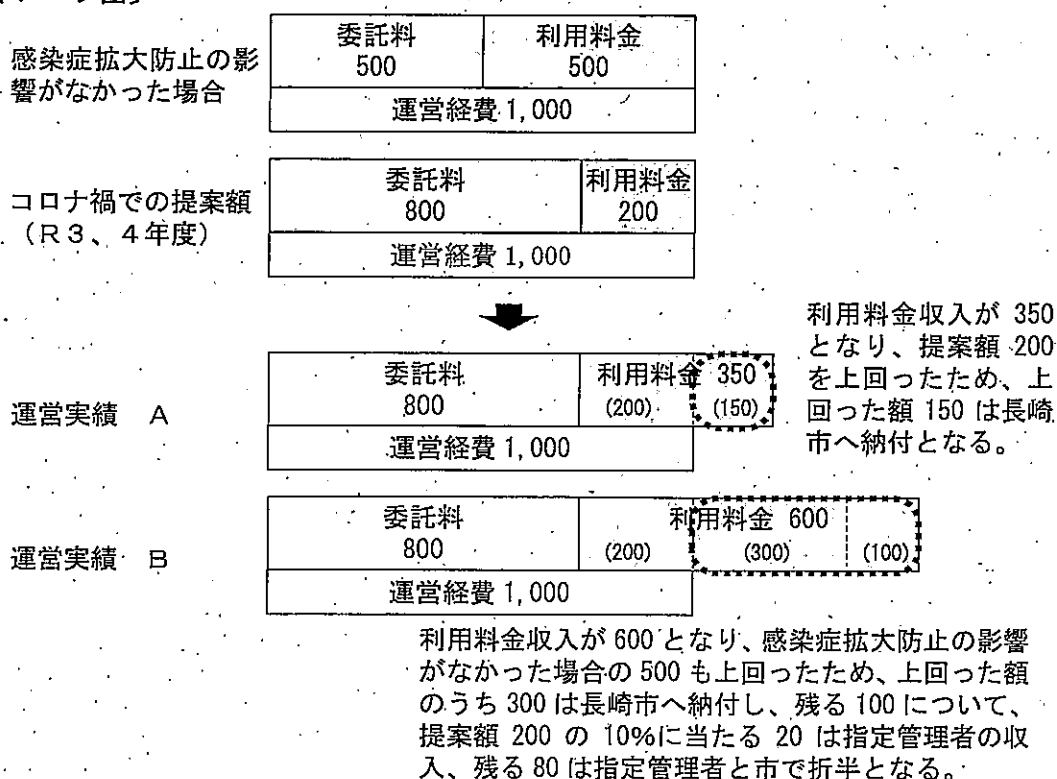 感染症拡大防止の影
響がなかった場合
委託料
500
利用料金
500
運営経費 1,000
コロナ禍での提案額
(R3、4年度)
委託料
800
利用料金
200
運営経費 1,000
運営実績 A
委託料
800
利用料金 350
(200)
(150)
運営経費 1,000
利用料金収入が 350
となり、提案額 200
を上回ったため、上
回った額 150 は長崎
市へ納付となる。
運営実績 B
委託料
800
利用料金 600
(200)
(300)
(100)
運営経費 1,000
利用料金収入が 600 となり、感染症拡大防止の影響
がなかった場合の 500 も上回ったため、上回った額
のうち 300 は長崎市へ納付し、残る 100 について、
提案額 200 の 10%に当たる 20 は指定管理者の収
入、残る 80 は指定管理者と市で折半となる。